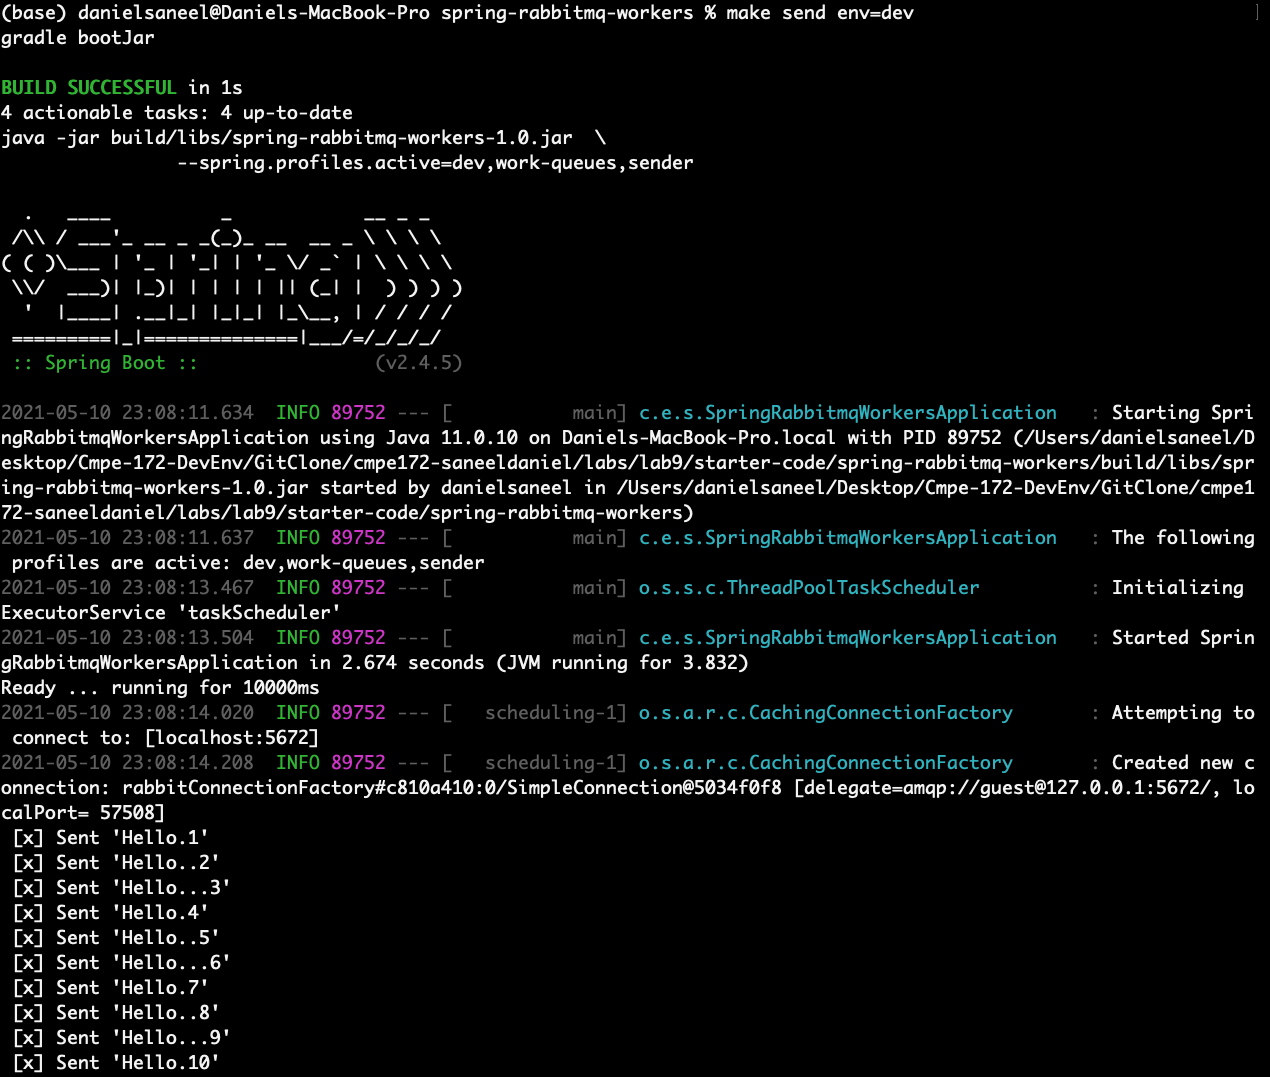 (base) danielsaneel@Daniels-MacBook-Pro spring-rabbitmq-workers % make send env=dev
gradle bootJar

BUILD SUCCESSFUL in 1s
4 actionable tasks: 4 up-to-date
java -jar build/libs/spring-rabbitmq-workers-1.0.jar  \
                --spring.profiles.active=dev,work-queues,sender

  .   ____          _            __ _ _
 /\\ / ___'_ __ _ _(_)_ __  __ _ \ \ \ \
( ( )\___ | '_ | '_| | '_ \/ _` | \ \ \ \
 \\/  ___)| |_)| | | | | || (_| |  ) ) ) )
  '  |____| .__|_| |_|_| |_\__, | / / / /
 =========|_|==============|___/=/_/_/_/
 :: Spring Boot ::                (v2.4.5)

2021-05-10 23:08:11.634  INFO 89752 --- [           main] c.e.s.SpringRabbitmqWorkersApplication   : Starting Spri
ngRabbitmqWorkersApplication using Java 11.0.10 on Daniels-MacBook-Pro.local with PID 89752 (/Users/danielsaneel/D
esktop/Cmpe-172-DevEnv/GitClone/cmpe172-saneeldaniel/labs/lab9/starter-code/spring-rabbitmq-workers/build/libs/spr
ing-rabbitmq-workers-1.0.jar started by danielsaneel in /Users/danielsaneel/Desktop/Cmpe-172-DevEnv/GitClone/cmpe1
72-saneeldaniel/labs/lab9/starter-code/spring-rabbitmq-workers)
2021-05-10 23:08:11.637  INFO 89752 --- [           main] c.e.s.SpringRabbitmqWorkersApplication   : The following
 profiles are active: dev,work-queues,sender
2021-05-10 23:08:13.467  INFO 89752 --- [           main] o.s.s.c.ThreadPoolTaskScheduler          : Initializing
ExecutorService 'taskScheduler'
2021-05-10 23:08:13.504  INFO 89752 --- [           main] c.e.s.SpringRabbitmqWorkersApplication   : Started Sprin
gRabbitmqWorkersApplication in 2.674 seconds (JVM running for 3.832)
Ready ... running for 10000ms
2021-05-10 23:08:14.020  INFO 89752 --- [   scheduling-1] o.s.a.r.c.CachingConnectionFactory       : Attempting to
 connect to: [localhost:5672]
2021-05-10 23:08:14.208  INFO 89752 --- [   scheduling-1] o.s.a.r.c.CachingConnectionFactory       : Created new c
onnection: rabbitConnectionFactory#c810a410:0/SimpleConnection@5034f0f8 [delegate=amqp://guest@127.0.0.1:5672/, lo
calPort= 57508]
 [x] Sent 'Hello.1'
 [x] Sent 'Hello..2'
 [x] Sent 'Hello...3'
 [x] Sent 'Hello.4'
 [x] Sent 'Hello..5'
 [x] Sent 'Hello...6'
 [x] Sent 'Hello.7'
 [x] Sent 'Hello..8'
 [x] Sent 'Hello...9'
 [x] Sent 'Hello.10'